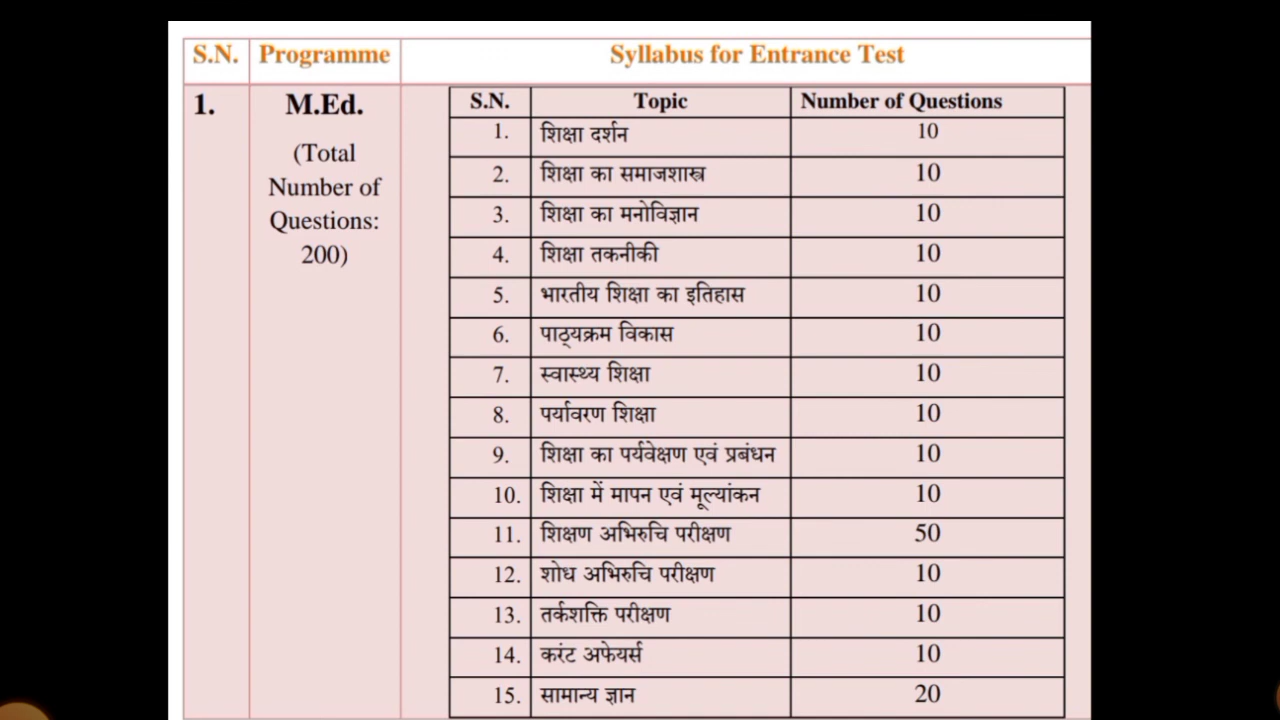 S.N. Programme Syllabus for Entrance Test
1. M.Ed.
(Total
Number of
Questions:
200)
S.N. Topic Number of Questions
1. शिक्षा दर्शन 10
2. शिक्षा का समाजशास्त्र 10
3. शिक्षा का मनोविज्ञान 10
4. शिक्षा तकनीकी 10
5. भारतीय शिक्षा का इतिहास 10
6. पाठ्यक्रम विकास 10
7. स्वास्थ्य शिक्षा 10
8. पर्यावरण शिक्षा 10
9. शिक्षा का पर्यवेक्षण एवं प्रबंधन 10
10. शिक्षा में मापन एवं मूल्यांकन 10
11. शिक्षण अभिरुचि परीक्षण 50
12. शोध अभिरुचि परीक्षण 10
13. तर्कशक्ति परीक्षण 10
14. करंट अफेयर्स 10
15. सामान्य ज्ञान 20